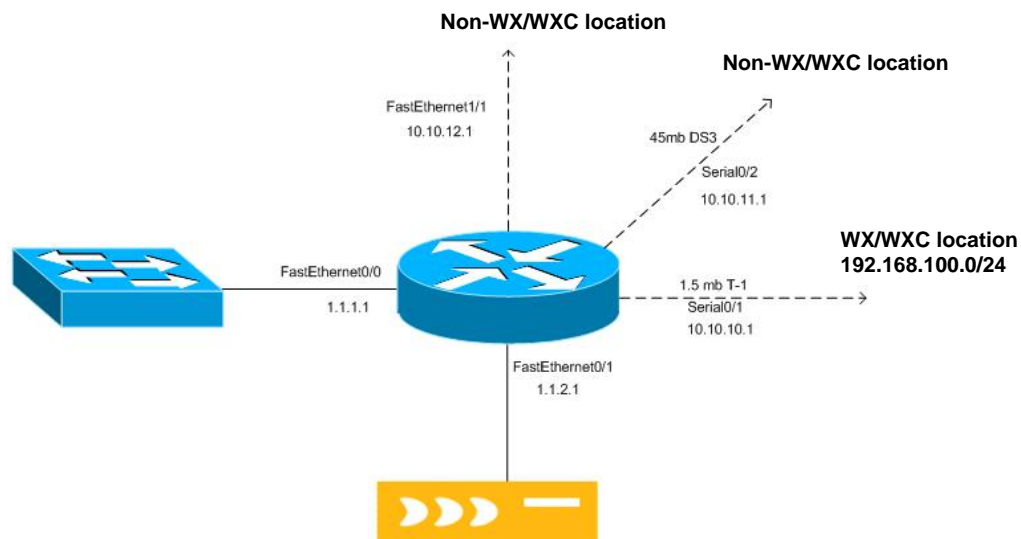 Non-WX/WXC location
Non-WX/WXC location
FastEthernet1/1
10.10.12.1
45mb DS3
Serial0/2
10.10.11.1
WX/WXC location
192.168.100.0/24
FastEthernet0/0
1.1.1.1
1.5 mb T-1
Serial0/1
10.10.10.1
FastEthernet0/1
1.1.2.1